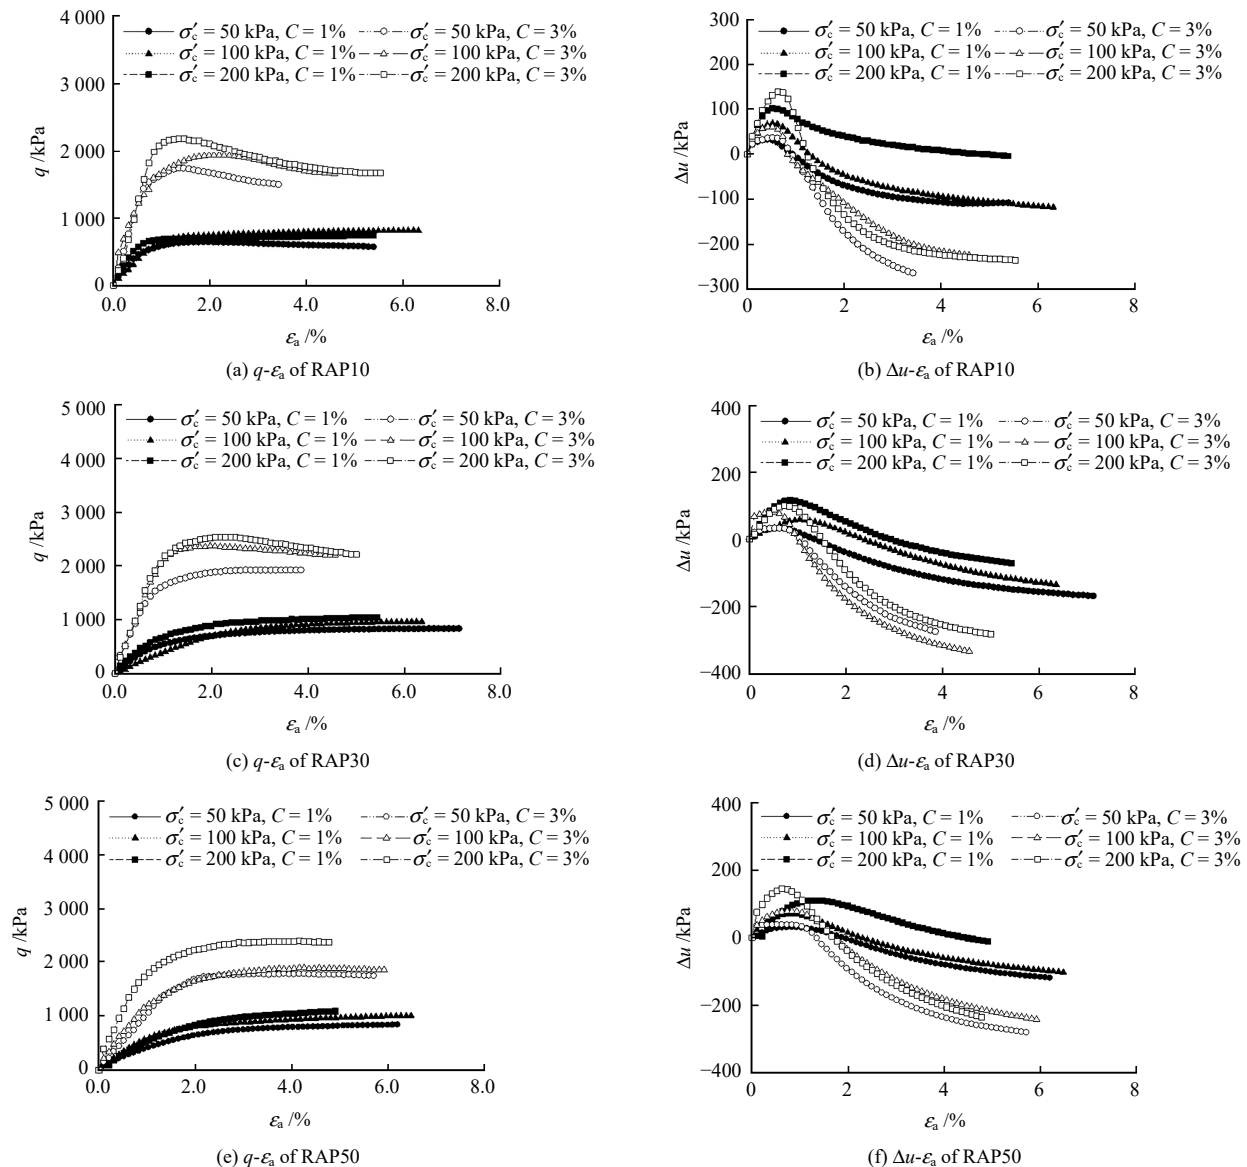 4 000
3 000
2 000
1 000
0
q /kPa
σ′c = 50 kPa, C = 1%
σ′c = 50 kPa, C = 3%
σ′c = 100 kPa, C = 1%
σ′c = 100 kPa, C = 3%
σ′c = 200 kPa, C = 1%
σ′c = 200 kPa, C = 3%
0.0 2.0 4.0 6.0 8.0
εa /%
(a) q-εa of RAP10
300
200
100
0
−100
−200
−300
Δu /kPa
σ′c = 50 kPa, C = 1%
σ′c = 50 kPa, C = 3%
σ′c = 100 kPa, C = 1%
σ′c = 100 kPa, C = 3%
σ′c = 200 kPa, C = 1%
σ′c = 200 kPa, C = 3%
0 2 4 6 8
εa /%
(b) Δu-εa of RAP10
5 000
4 000
3 000
2 000
1 000
0
q /kPa
σ′c = 50 kPa, C = 1%
σ′c = 50 kPa, C = 3%
σ′c = 100 kPa, C = 1%
σ′c = 100 kPa, C = 3%
σ′c = 200 kPa, C = 1%
σ′c = 200 kPa, C = 3%
0.0 2.0 4.0 6.0 8.0
εa /%
(c) q-εa of RAP30
400
200
0
−200
−400
Δu /kPa
σ′c = 50 kPa, C = 1%
σ′c = 50 kPa, C = 3%
σ′c = 100 kPa, C = 1%
σ′c = 100 kPa, C = 3%
σ′c = 200 kPa, C = 1%
σ′c = 200 kPa, C = 3%
0 2 4 6 8
εa /%
(d) Δu-εa of RAP30
5 000
4 000
3 000
2 000
1 000
0
q /kPa
σ′c = 50 kPa, C = 1%
σ′c = 50 kPa, C = 3%
σ′c = 100 kPa, C = 1%
σ′c = 100 kPa, C = 3%
σ′c = 200 kPa, C = 1%
σ′c = 200 kPa, C = 3%
0.0 2.0 4.0 6.0 8.0
εa /%
(e) q-εa of RAP50
400
200
0
−200
−400
Δu /kPa
σ′c = 50 kPa, C = 1%
σ′c = 50 kPa, C = 3%
σ′c = 100 kPa, C = 1%
σ′c = 100 kPa, C = 3%
σ′c = 200 kPa, C = 1%
σ′c = 200 kPa, C = 3%
0 2 4 6 8
εa /%
(f) Δu-εa of RAP50